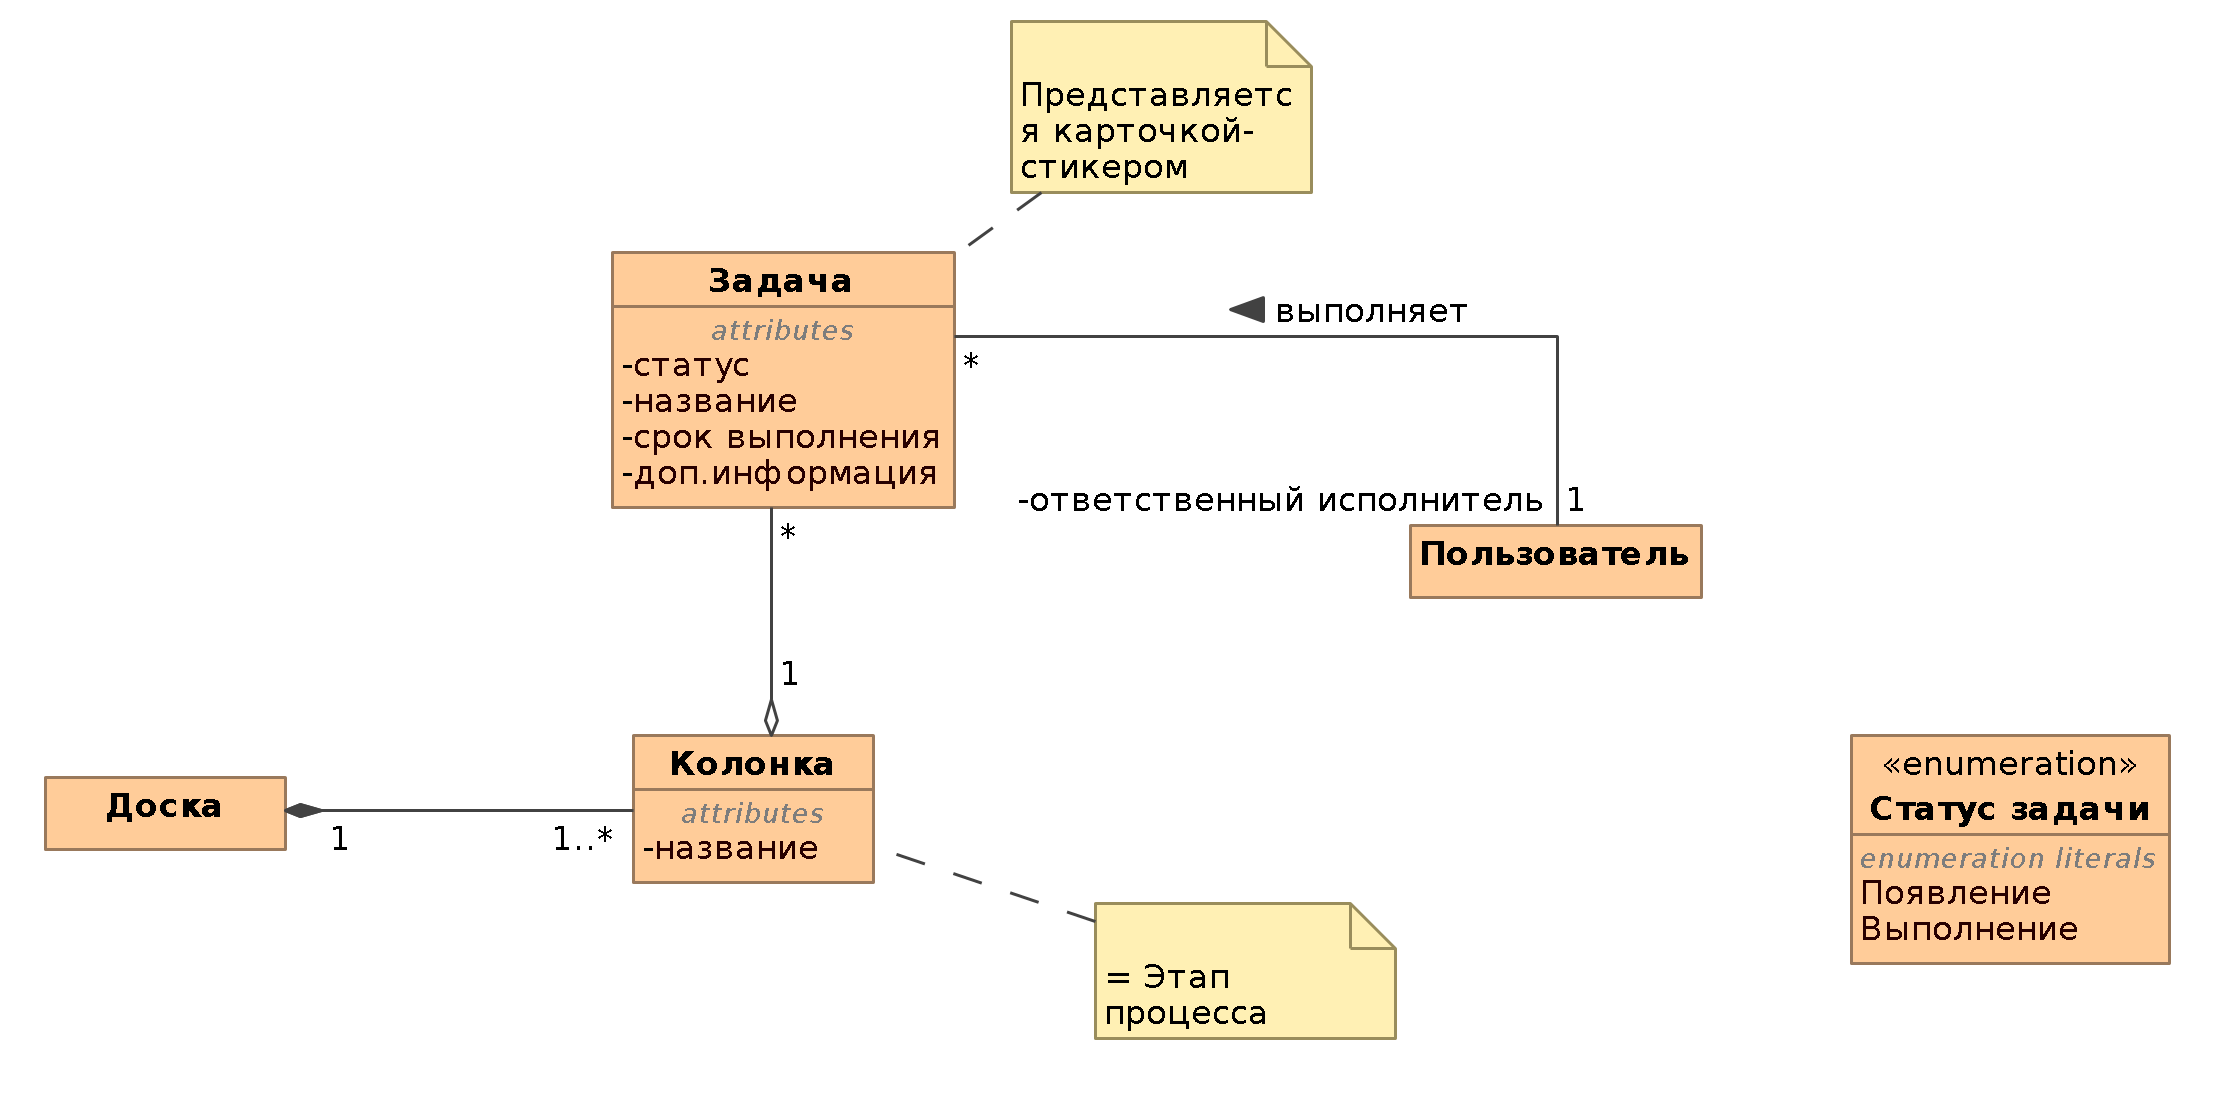 Представляетс
я карточкой-
стикером
Задача
attributes
-статус
-название
-срок выполнения
-доп.информация
выполняет
*
-ответственный исполнитель
1
Пользователь
*
1
Колонка
attributes
-название
Доска
1
1..*
= Этап
процесса
«enumeration»
Статус задачи
enumeration literals
Появление
Выполнение